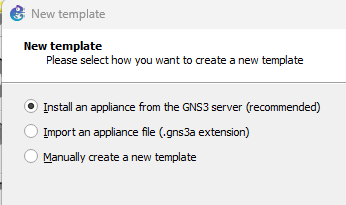 New template
New template
Please select how you want to create a new template
Install an appliance from the GNS3 server (recommended)
Import an appliance file (.gns3a extension)
Manually create a new template